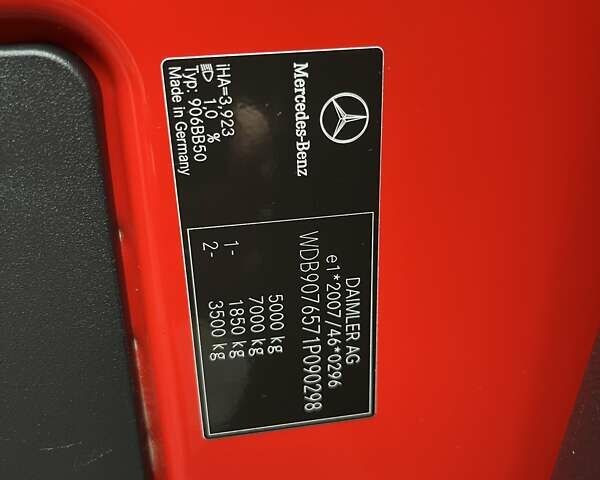 Mercedes-Benz
iHA=3,923
1,0 %
Typ: 906BB50
Made in Germany
DAIMLER AG
e1*2007/46*0296
WDB9076571P090298
5000 kg
7000 kg
1- 1850 kg
2- 3500 kg